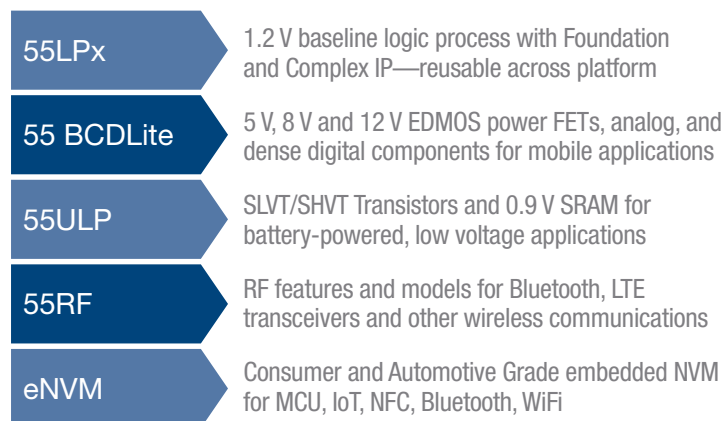 55LPx
1.2 V baseline logic process with Foundation
and Complex IP—reusable across platform
55 BCDLite
5 V, 8 V and 12 V EDMOS power FETs, analog, and
dense digital components for mobile applications
55ULP
SLVT/SHVT Transistors and 0.9 V SRAM for
battery-powered, low voltage applications
55RF
RF features and models for Bluetooth, LTE
transceivers and other wireless communications
eNVM
Consumer and Automotive Grade embedded NVM
for MCU, IoT, NFC, Bluetooth, WiFi